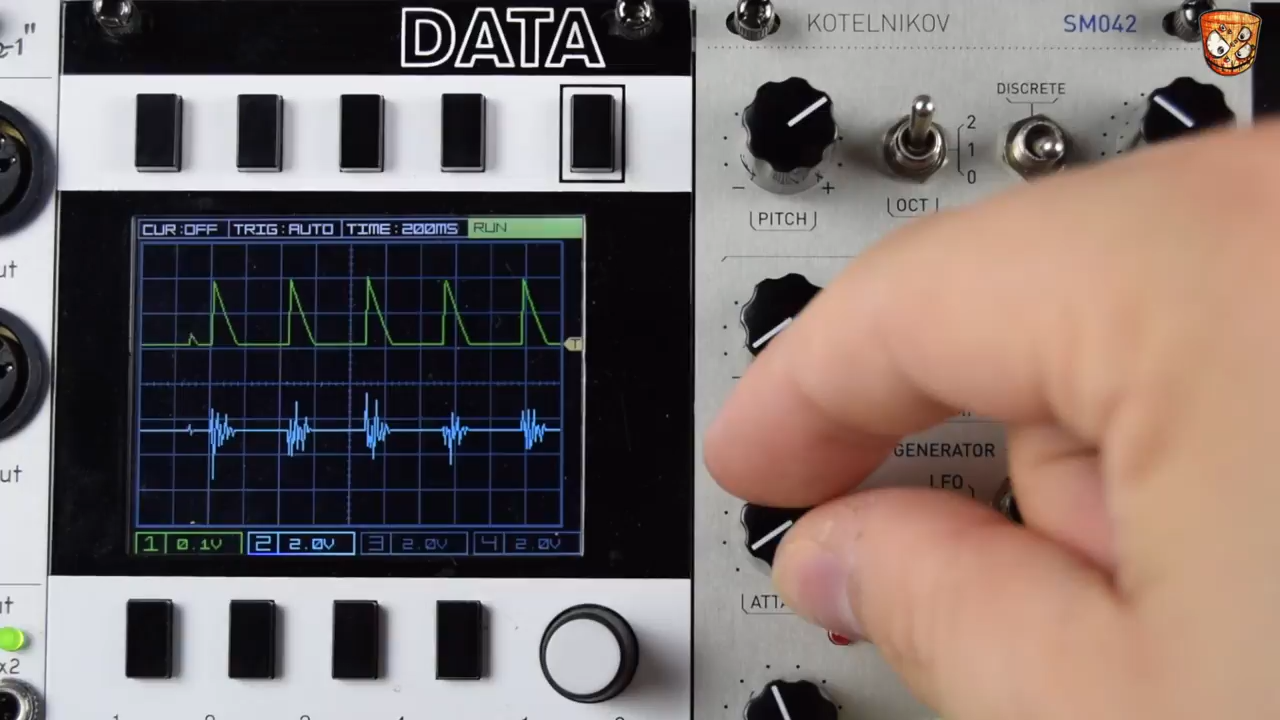 DATA
KOTELNIKOV SM042
DISCRETE
2
1
0
PITCH
OCT
- +
CUR:OFF TRIG:AUTO TIME:200MS RUN
T
GENERATOR
LFO
1 0.1V 2 2.0V 3 2.0V 4 2.0V
x2